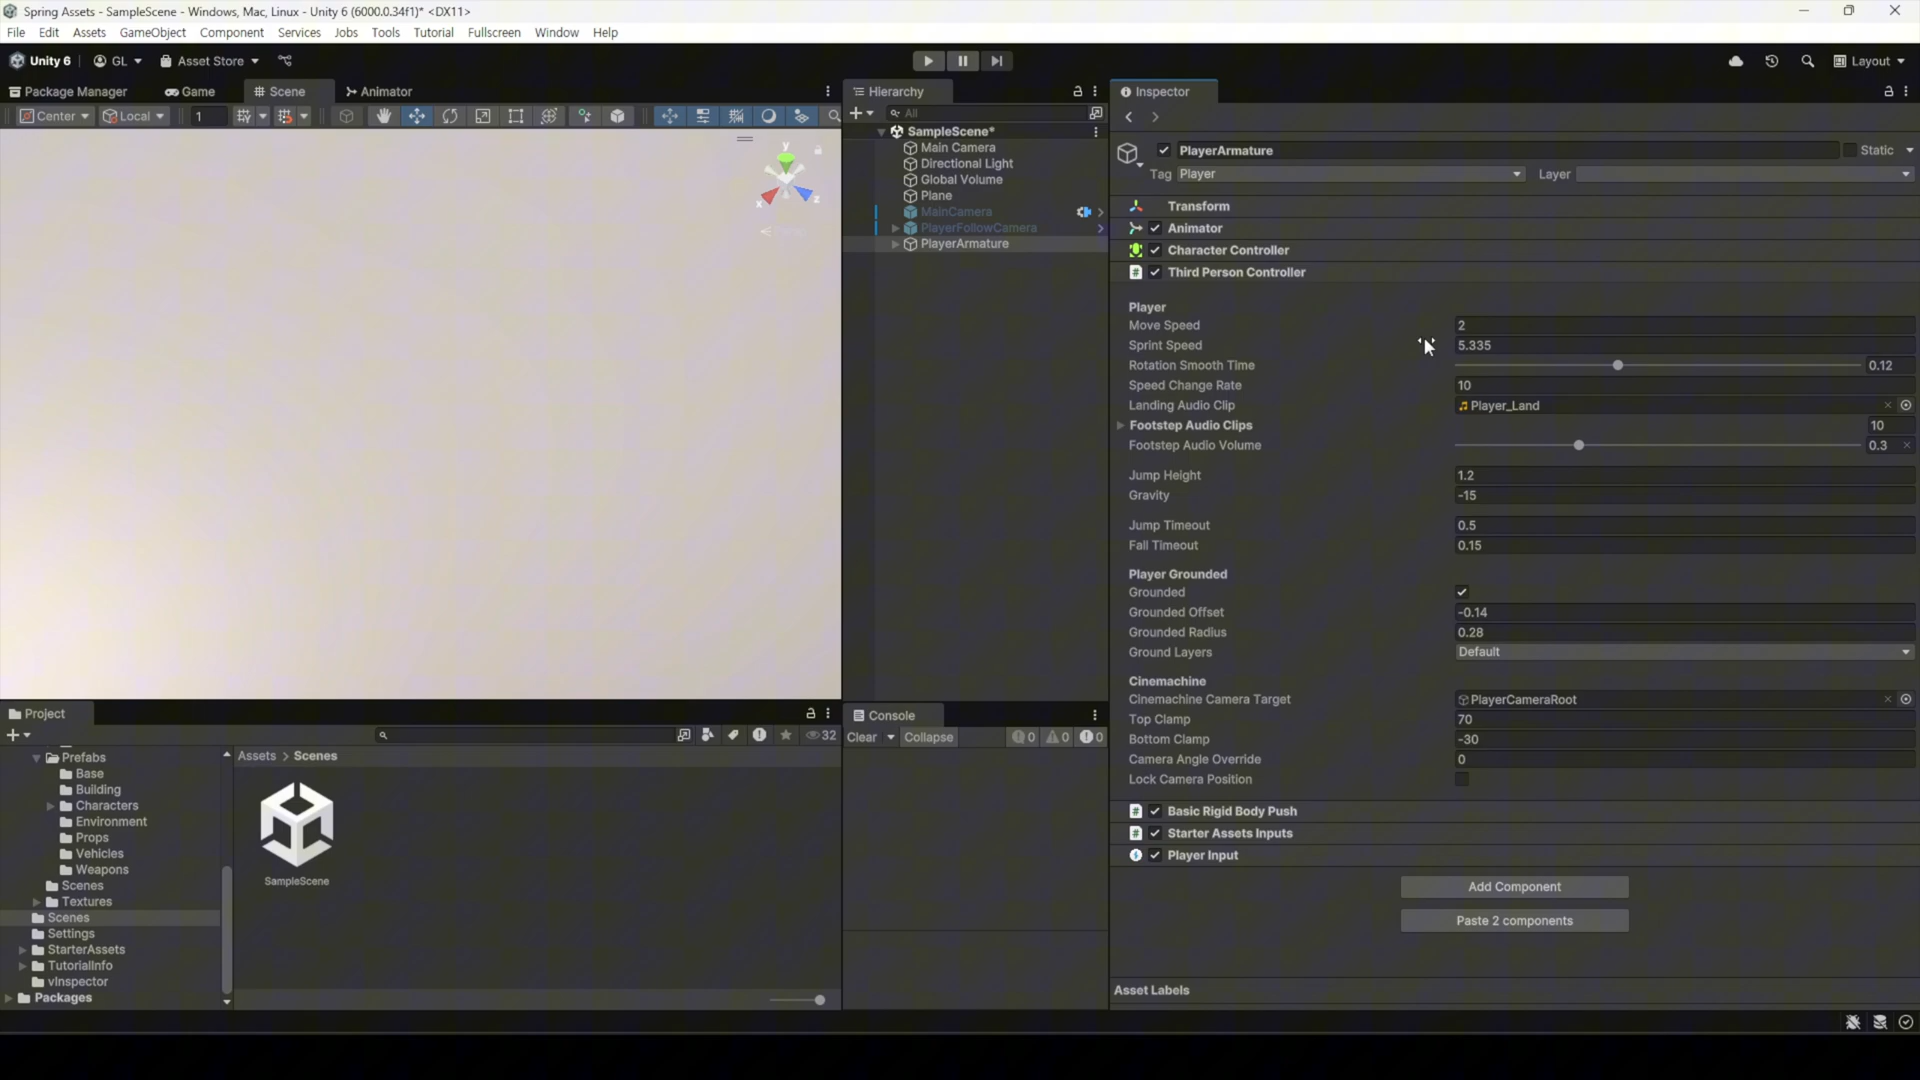 Spring Assets - SampleScene - Windows, Mac, Linux - Unity 6 (6000.0.34f1)* <DX11>
File Edit Assets GameObject Component Services Jobs Tools Tutorial Fullscreen Window Help
Unity 6 GL Asset Store Layout
Package Manager Game Scene Animator
Center Local 1
y
x z
Hierarchy
All
SampleScene*
Main Camera
Directional Light
Global Volume
Plane
MainCamera
PlayerFollowCamera
PlayerArmature
Inspector
PlayerArmature Static
Tag Player Layer
Transform
Animator
Character Controller
Third Person Controller
Player
Move Speed 2
Sprint Speed 5.335
Rotation Smooth Time 0.12
Speed Change Rate 10
Landing Audio Clip Player_Land
Footstep Audio Clips 10
Footstep Audio Volume 0.3
Jump Height 1.2
Gravity -15
Jump Timeout 0.5
Fall Timeout 0.15
Player Grounded
Grounded
Grounded Offset -0.14
Grounded Radius 0.28
Ground Layers Default
Cinemachine
Cinemachine Camera Target PlayerCameraRoot
Top Clamp 70
Bottom Clamp -30
Camera Angle Override 0
Lock Camera Position
Basic Rigid Body Push
Starter Assets Inputs
Player Input
Add Component
Paste 2 components
Asset Labels
Project
32
Prefabs
Base
Building
Characters
Environment
Props
Vehicles
Weapons
Scenes
Textures
Scenes
Settings
StarterAssets
TutorialInfo
vInspector
Packages
Assets > Scenes
SampleScene
Console
Clear Collapse 0 0 0